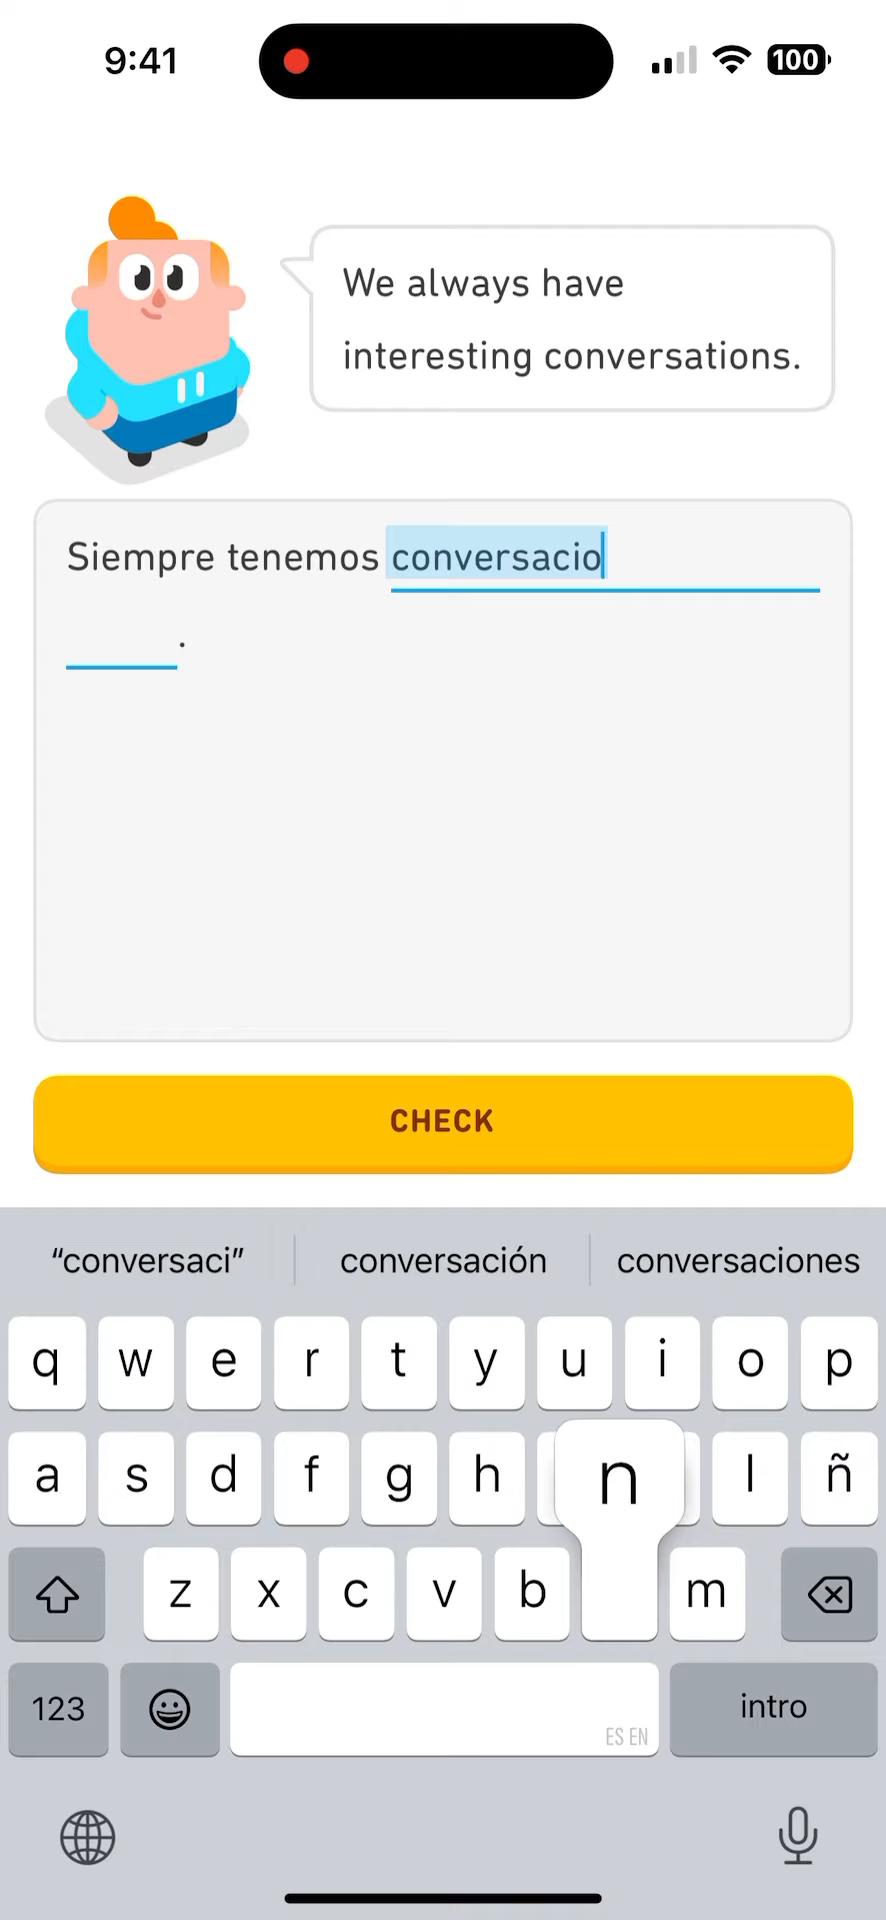 9:41
100
We always have
interesting conversations.
Siempre tenemos conversacio
.
CHECK
“conversaci” conversación conversaciones
q w e r t y u i o p
a s d f g h n l ñ
z x c v b m
123 ES EN intro